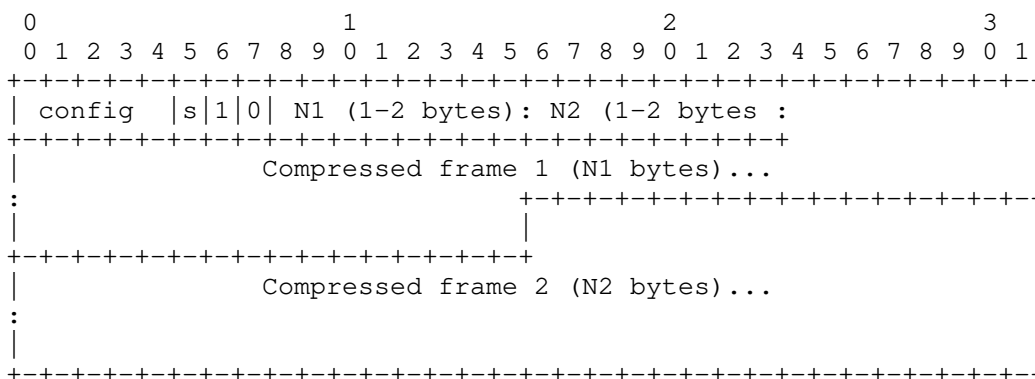 0                   1                   2                   3
 0 1 2 3 4 5 6 7 8 9 0 1 2 3 4 5 6 7 8 9 0 1 2 3 4 5 6 7 8 9 0 1
+-+-+-+-+-+-+-+-+-+-+-+-+-+-+-+-+-+-+-+-+-+-+-+-+-+-+-+-+-+-+-+-
| config  |s|1|0| N1 (1-2 bytes): N2 (1-2 bytes :
+-+-+-+-+-+-+-+-+-+-+-+-+-+-+-+-+-+-+-+-+-+-+-+-+
|               Compressed frame 1 (N1 bytes)...
:                               +-+-+-+-+-+-+-+-+-+-+-+-+-+-+-+-
|                               |
+-+-+-+-+-+-+-+-+-+-+-+-+-+-+-+-+
|               Compressed frame 2 (N2 bytes)...
:
|
+-+-+-+-+-+-+-+-+-+-+-+-+-+-+-+-+-+-+-+-+-+-+-+-+-+-+-+-+-+-+-+-